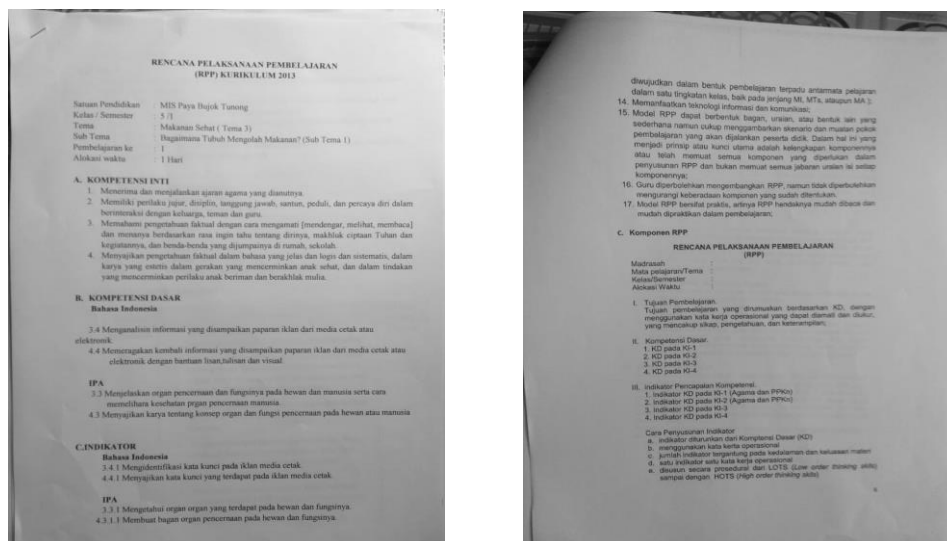 RENCANA PELAKSANAAN PEMBELAJARAN
(RPP) KURIKULUM 2013
Satuan Pendidikan : MIS Paya Bujok Tunong
Kelas / Semester : 5 /1
Tema : Makanan Sehat ( Tema 3)
Sub Tema : Bagaimana Tubuh Mengolah Makanan? (Sub Tema 1)
Pembelajaran ke : 1
Alokasi waktu : 1 Hari
A. KOMPETENSI INTI
1. Menerima dan menjalankan ajaran agama yang dianutnya.
2. Memiliki perilaku jujur, disiplin, tanggung jawab, santun, peduli, dan percaya diri dalam
berinteraksi dengan keluarga, teman dan guru.
3. Memahami pengetahuan faktual dengan cara mengamati [mendengar, melihat, membaca]
dan menanya berdasarkan rasa ingin tahu tentang dirinya, makhluk ciptaan Tuhan dan
kegiatannya, dan benda-benda yang dijumpainya di rumah, sekolah.
4. Menyajikan pengetahuan faktual dalam bahasa yang jelas dan logis dan sistematis, dalam
karya yang estetis dalam gerakan yang mencerminkan anak sehat, dan dalam tindakan
yang mencerminkan perilaku anak beriman dan berakhlak mulia.
B. KOMPETENSI DASAR
Bahasa Indonesia
3.4 Menganalisis informasi yang disampaikan paparan iklan dari media cetak atau
elektronik.
4.4 Memeragakan kembali informasi yang disampaikan paparan iklan dari media cetak atau
elektronik dengan bantuan lisan,tulisan dan visual
IPA
3.3 Menjelaskan organ pencernaan dan fungsinya pada hewan dan manusia serta cara
memelihara kesehatan prgan pencernaan manusia.
4.3 Menyajikan karya tentang konsep organ dan fungsi pencernaan pada hewan atau manusia
C.INDIKATOR
Bahasa Indonesia
3.4.1 Mengidentifikasi kata kunci pada iklan media cetak.
4.4.1 Menyajikan kata kunci yang terdapat pada iklan media cetak.
IPA
3.3.1 Mengetahui organ organ yang terdapat pada hewan dan fungsinya.
4.3.1.1 Membuat bagan organ pencernaan pada hewan dan fungsinya.
diwujudkan dalam bentuk pembelajaran terpadu antarmata pelajaran
dalam satu tingkatan kelas, baik pada jenjang MI, MTs, ataupun MA ).
14. Memanfaatkan teknologi informasi dan komunikasi;
15. Model RPP dapat berbentuk bagan, uraian, atau bentuk lain yang
sederhana namun cukup menggambarkan skenario dan mualan pokok
pembelajaran yang akan dijalankan peserta didik. Dalam hal ini yang
menjadi prinsip atau kunci utama adalah kelengkapan komponennya
atau telah memuat semua komponen yang diperlukan dalam
penyusunan RPP dan bukan memuat semua jabaran uraian isi setiap
komponennya;
16. Guru diperbolehkan mengembangkan RPP, namun tidak diperbolehkan
mengurangi keberadaan komponen yang sudah ditentukan.
17. Model RPP bersifat praktis, artinya RPP hendaknya mudah dibaca dan
mudah dipraktikan dalam pembelajaran;
C. Komponen RPP
RENCANA PELAKSANAAN PEMBELAJARAN
(RPP)
Madrasah :
Mata pelajaran/Tema :
Kelas/Semester :
Alokasi Waktu :
I. Tujuan Pembelajaran.
Tujuan pembelajaran yang dirumuskan berdasarkan KD, dengan
menggunakan kata kerja operasional yang dapat diamati dan diukur,
yang mencakup sikap, pengetahuan, dan keterampilan;
II. Kompetensi Dasar.
1. KD pada KI-1
2. KD pada KI-2
3. KD pada KI-3
4. KD pada KI-4
III. Indikator Pencapaian Kompetensi.
1. Indikator KD pada KI-1 (Agama dan PPKn)
2. Indikator KD pada KI-2 (Agama dan PPKn)
3. Indikator KD pada KI-3
4. Indikator KD pada KI-4
Cara Penyusunan Indikator
a. indikator diturunkan dari Komptensi Dasar (KD)
b. menggunakan kata kerta operasional
c. jumlah indikator tergantung pada kedalaman dan keluasan materi
d. satu indikator satu kata kerja operasional
e. disusun secara prosedural dari LOTS (Low order thinking skils)
sampai dengan HOTS (High order thinking skils)